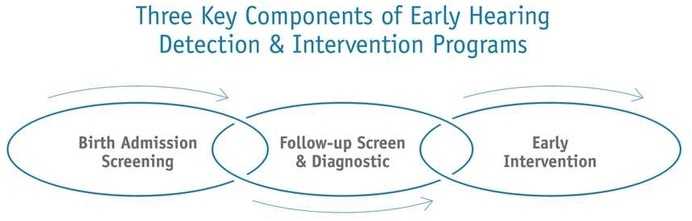 Three Key Components of Early Hearing
Detection & Intervention Programs
Birth Admission
Screening
Follow-up Screen
& Diagnostic
Early
Intervention